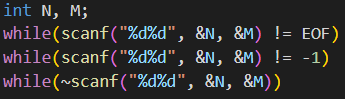 int N, M;
while(scanf("%d%d", &N, &M) != EOF)
while(scanf("%d%d", &N, &M) != -1)
while(~scanf("%d%d", &N, &M))